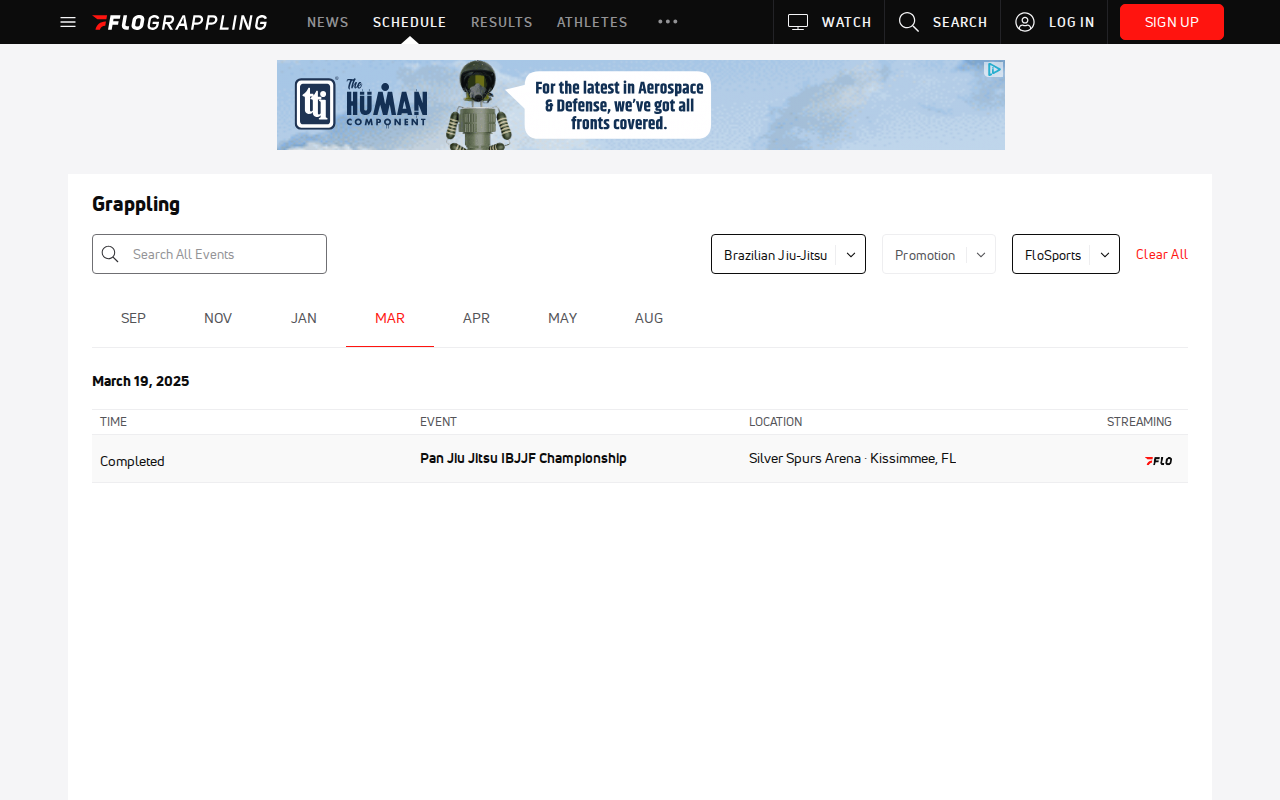 FLOGRAPPLING NEWS SCHEDULE RESULTS ATHLETES WATCH SEARCH LOG IN SIGN UP
tti The HUMAN COMPONENT
For the latest in Aerospace
& Defense, we've got all
fronts covered.
Grappling
Search All Events Brazilian Jiu-Jitsu Promotion FloSports Clear All
SEP NOV JAN MAR APR MAY AUG
March 19, 2025
TIME EVENT LOCATION STREAMING
Completed Pan Jiu Jitsu IBJJF Championship Silver Spurs Arena · Kissimmee, FL FLO